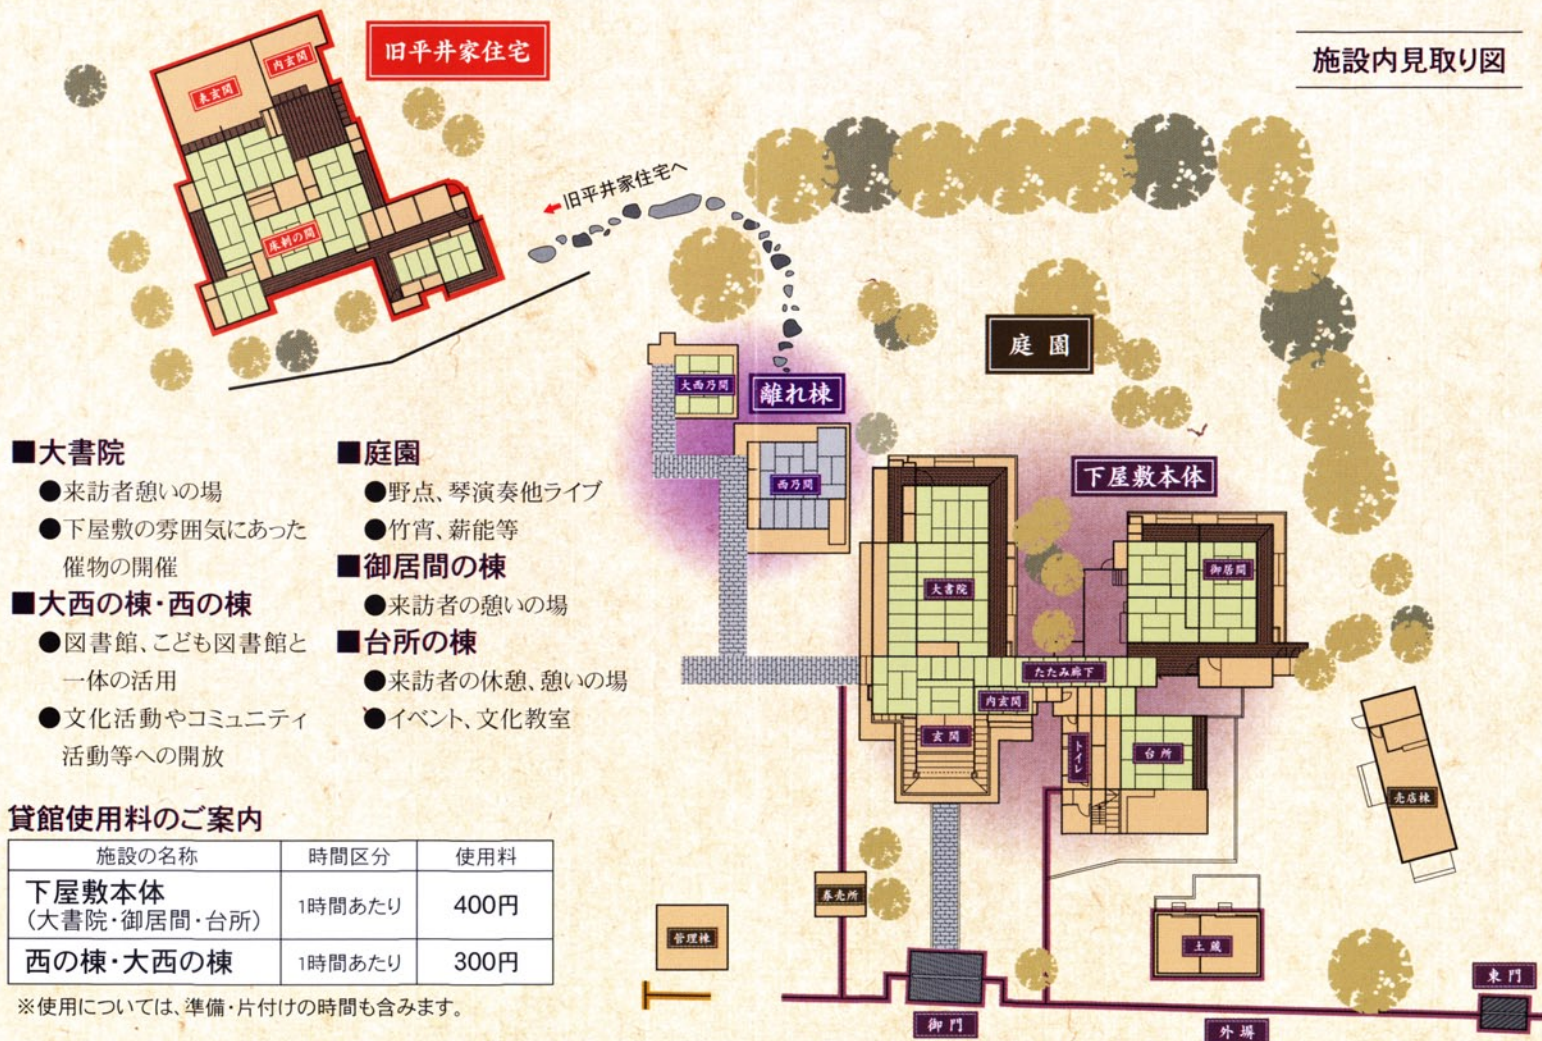 施設内見取り図
旧平井家住宅
内玄関
表玄関
床刺の間
旧平井家住宅へ
庭園
大西乃間
離れ棟
西乃間
下屋敷本体
大書院
御居間
たたみ廊下
内玄関
玄関
トイレ
台所
売店棟
券売所
管理棟
土蔵
東門
御門
外塀
■大書院
●来訪者憩いの場
●下屋敷の雰囲気にあった
催物の開催
■大西の棟・西の棟
●図書館、こども図書館と
一体の活用
●文化活動やコミュニティ
活動等への開放
■庭園
●野点、琴演奏他ライブ
●竹宵、薪能等
■御居間の棟
●来訪者の憩いの場
■台所の棟
●来訪者の休憩、憩いの場
●イベント、文化教室
貸館使用料のご案内
施設の名称 時間区分 使用料
下屋敷本体
(大書院・御居間・台所) 1時間あたり 400円
西の棟・大西の棟 1時間あたり 300円
※使用については、準備・片付けの時間も含みます。